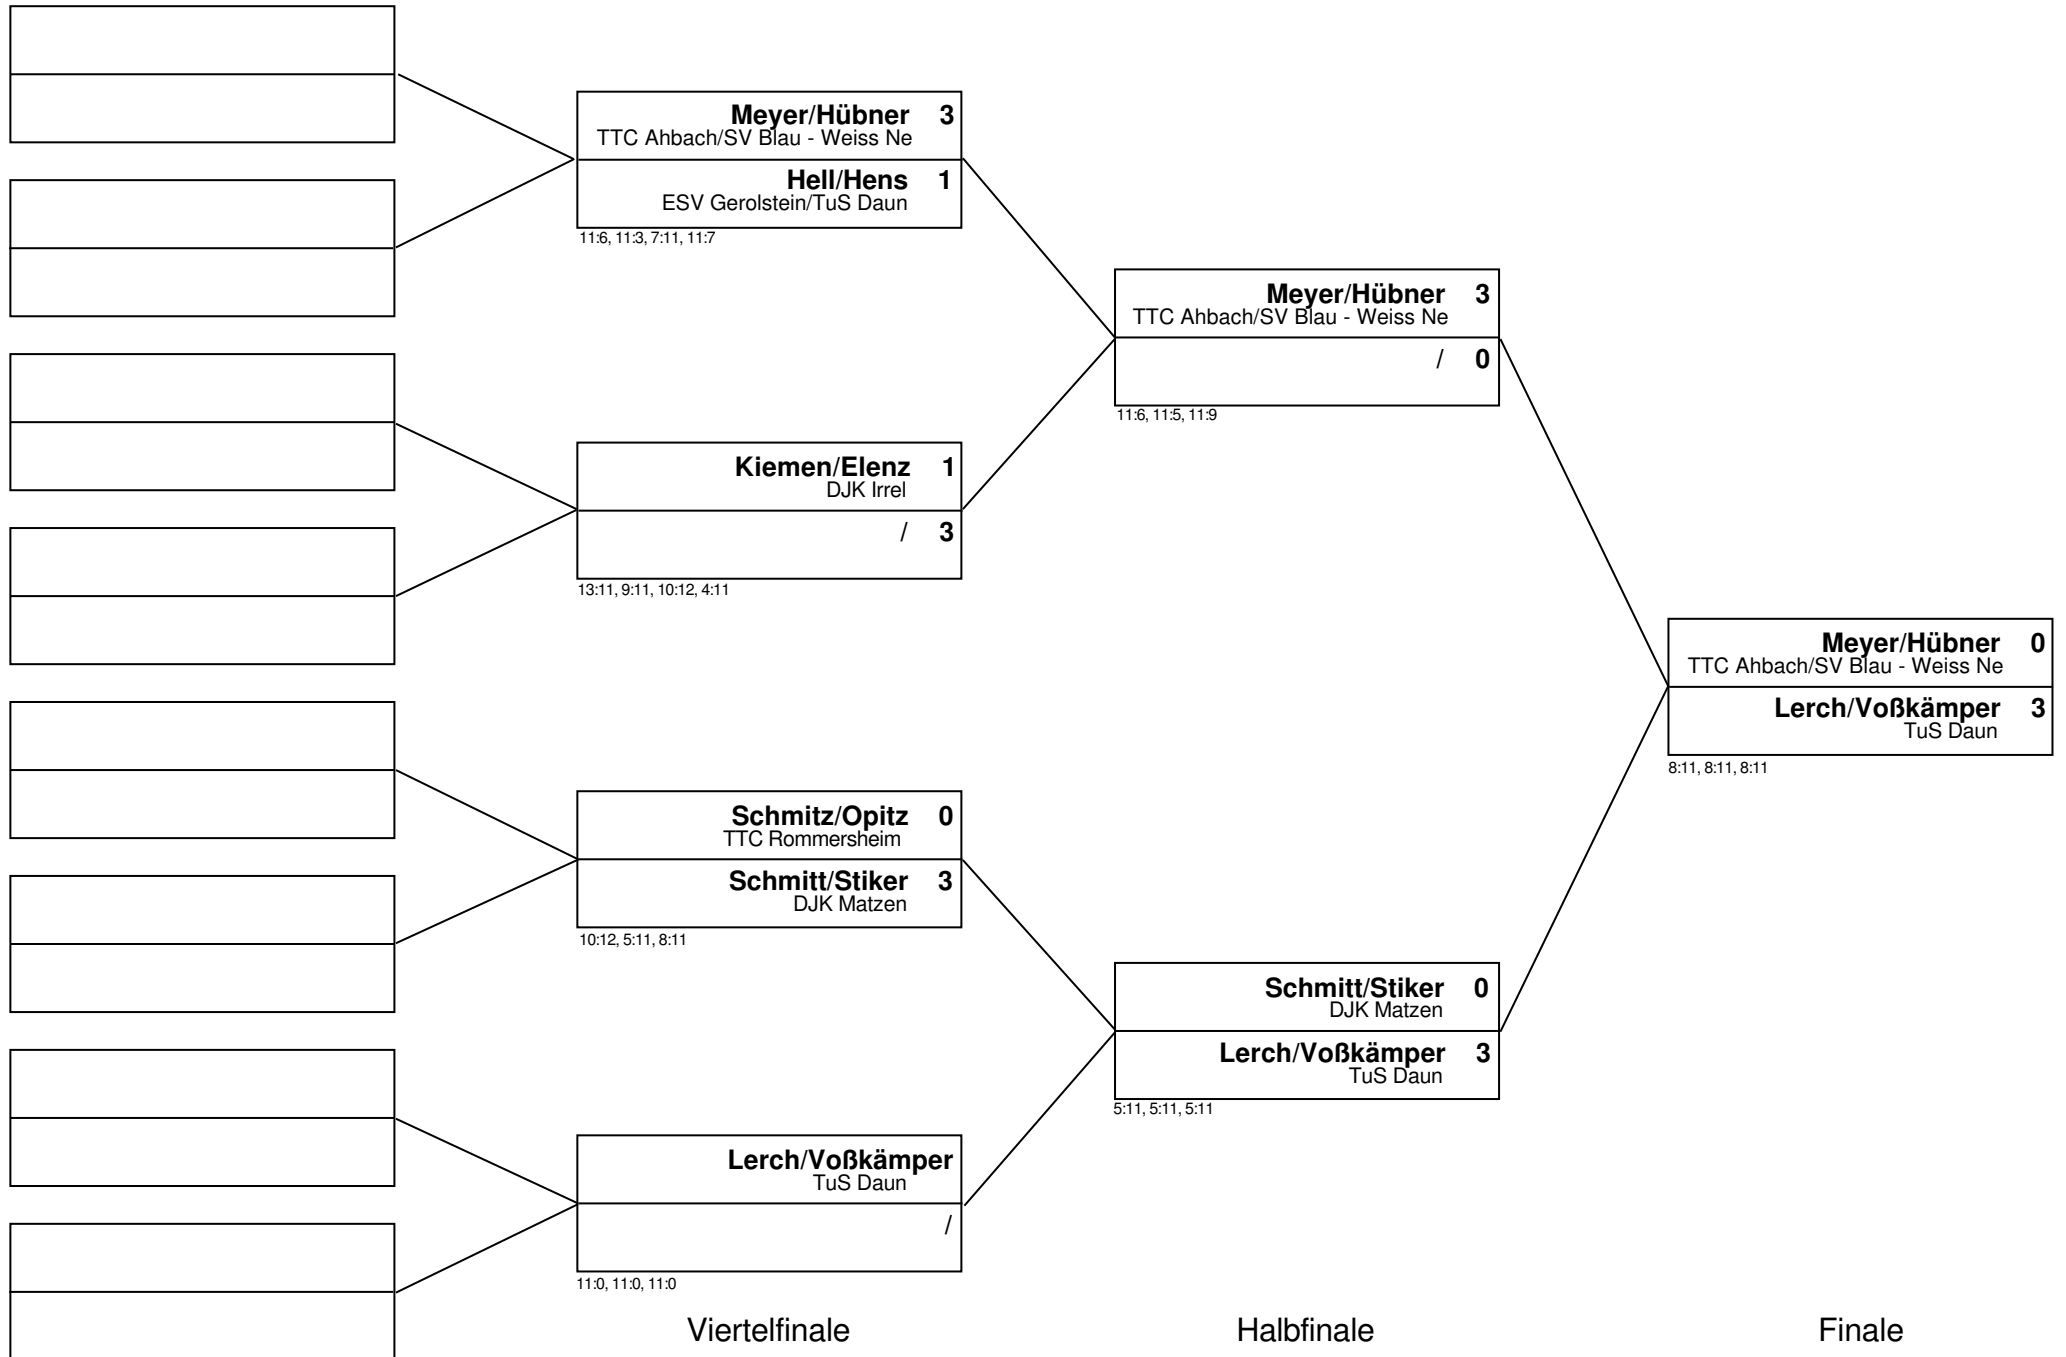 Meyer/Hübner 3
TTC Ahbach/SV Blau - Weiss Ne
Hell/Hens 1
ESV Gerolstein/TuS Daun
11:6, 11:3, 7:11, 11:7
Kiemen/Elenz 1
DJK Irrel
/ 3
13:11, 9:11, 10:12, 4:11
Schmitz/Opitz 0
TTC Rommersheim
Schmitt/Stiker 3
DJK Matzen
10:12, 5:11, 8:11
Lerch/Voßkämper
TuS Daun
/
11:0, 11:0, 11:0
Viertelfinale
Meyer/Hübner 3
TTC Ahbach/SV Blau - Weiss Ne
/ 0
11:6, 11:5, 11:9
Schmitt/Stiker 0
DJK Matzen
Lerch/Voßkämper 3
TuS Daun
5:11, 5:11, 5:11
Halbfinale
Meyer/Hübner 0
TTC Ahbach/SV Blau - Weiss Ne
Lerch/Voßkämper 3
TuS Daun
8:11, 8:11, 8:11
Finale